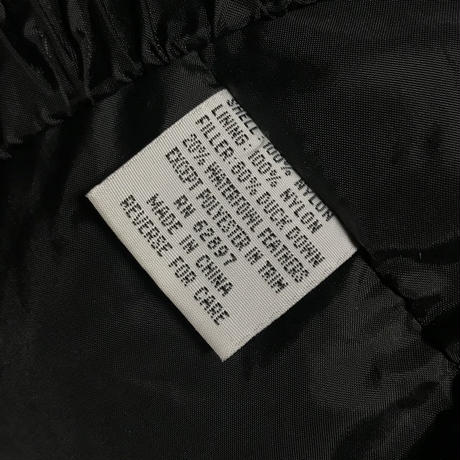 SHELL: 100% NYLON
LINING: 100% NYLON
FILLER: 80% DUCK DOWN
20% WATERFOWL FEATHERS
EXCEPT POLYESTER IN TRIM
RN 62897
MADE IN CHINA
REVERSE FOR CARE